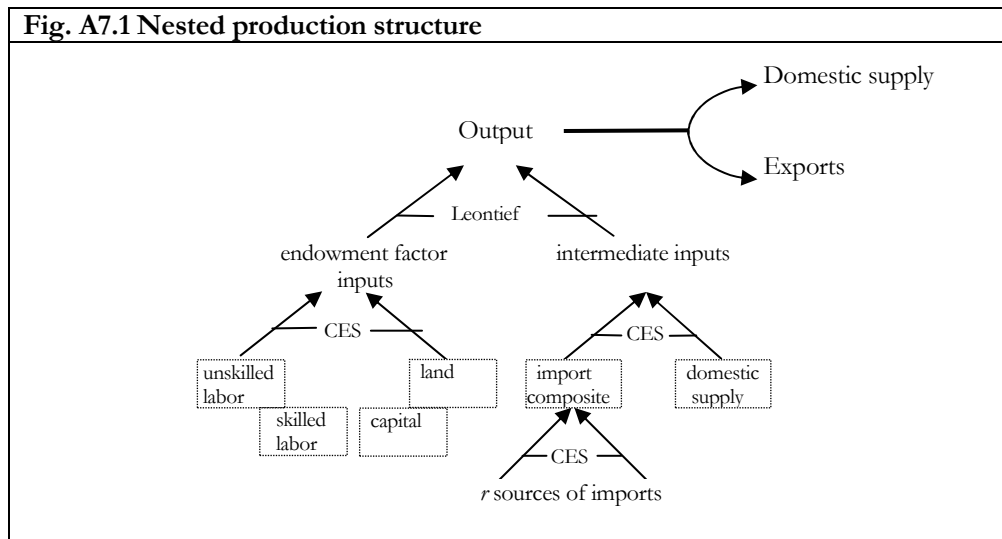 Fig. A7.1 Nested production structure
Domestic supply
Output
Exports
Leontief
endowment factor
inputs
intermediate inputs
CES
CES
unskilled
labor
land
import
composite
domestic
supply
skilled
labor
capital
CES
r sources of imports